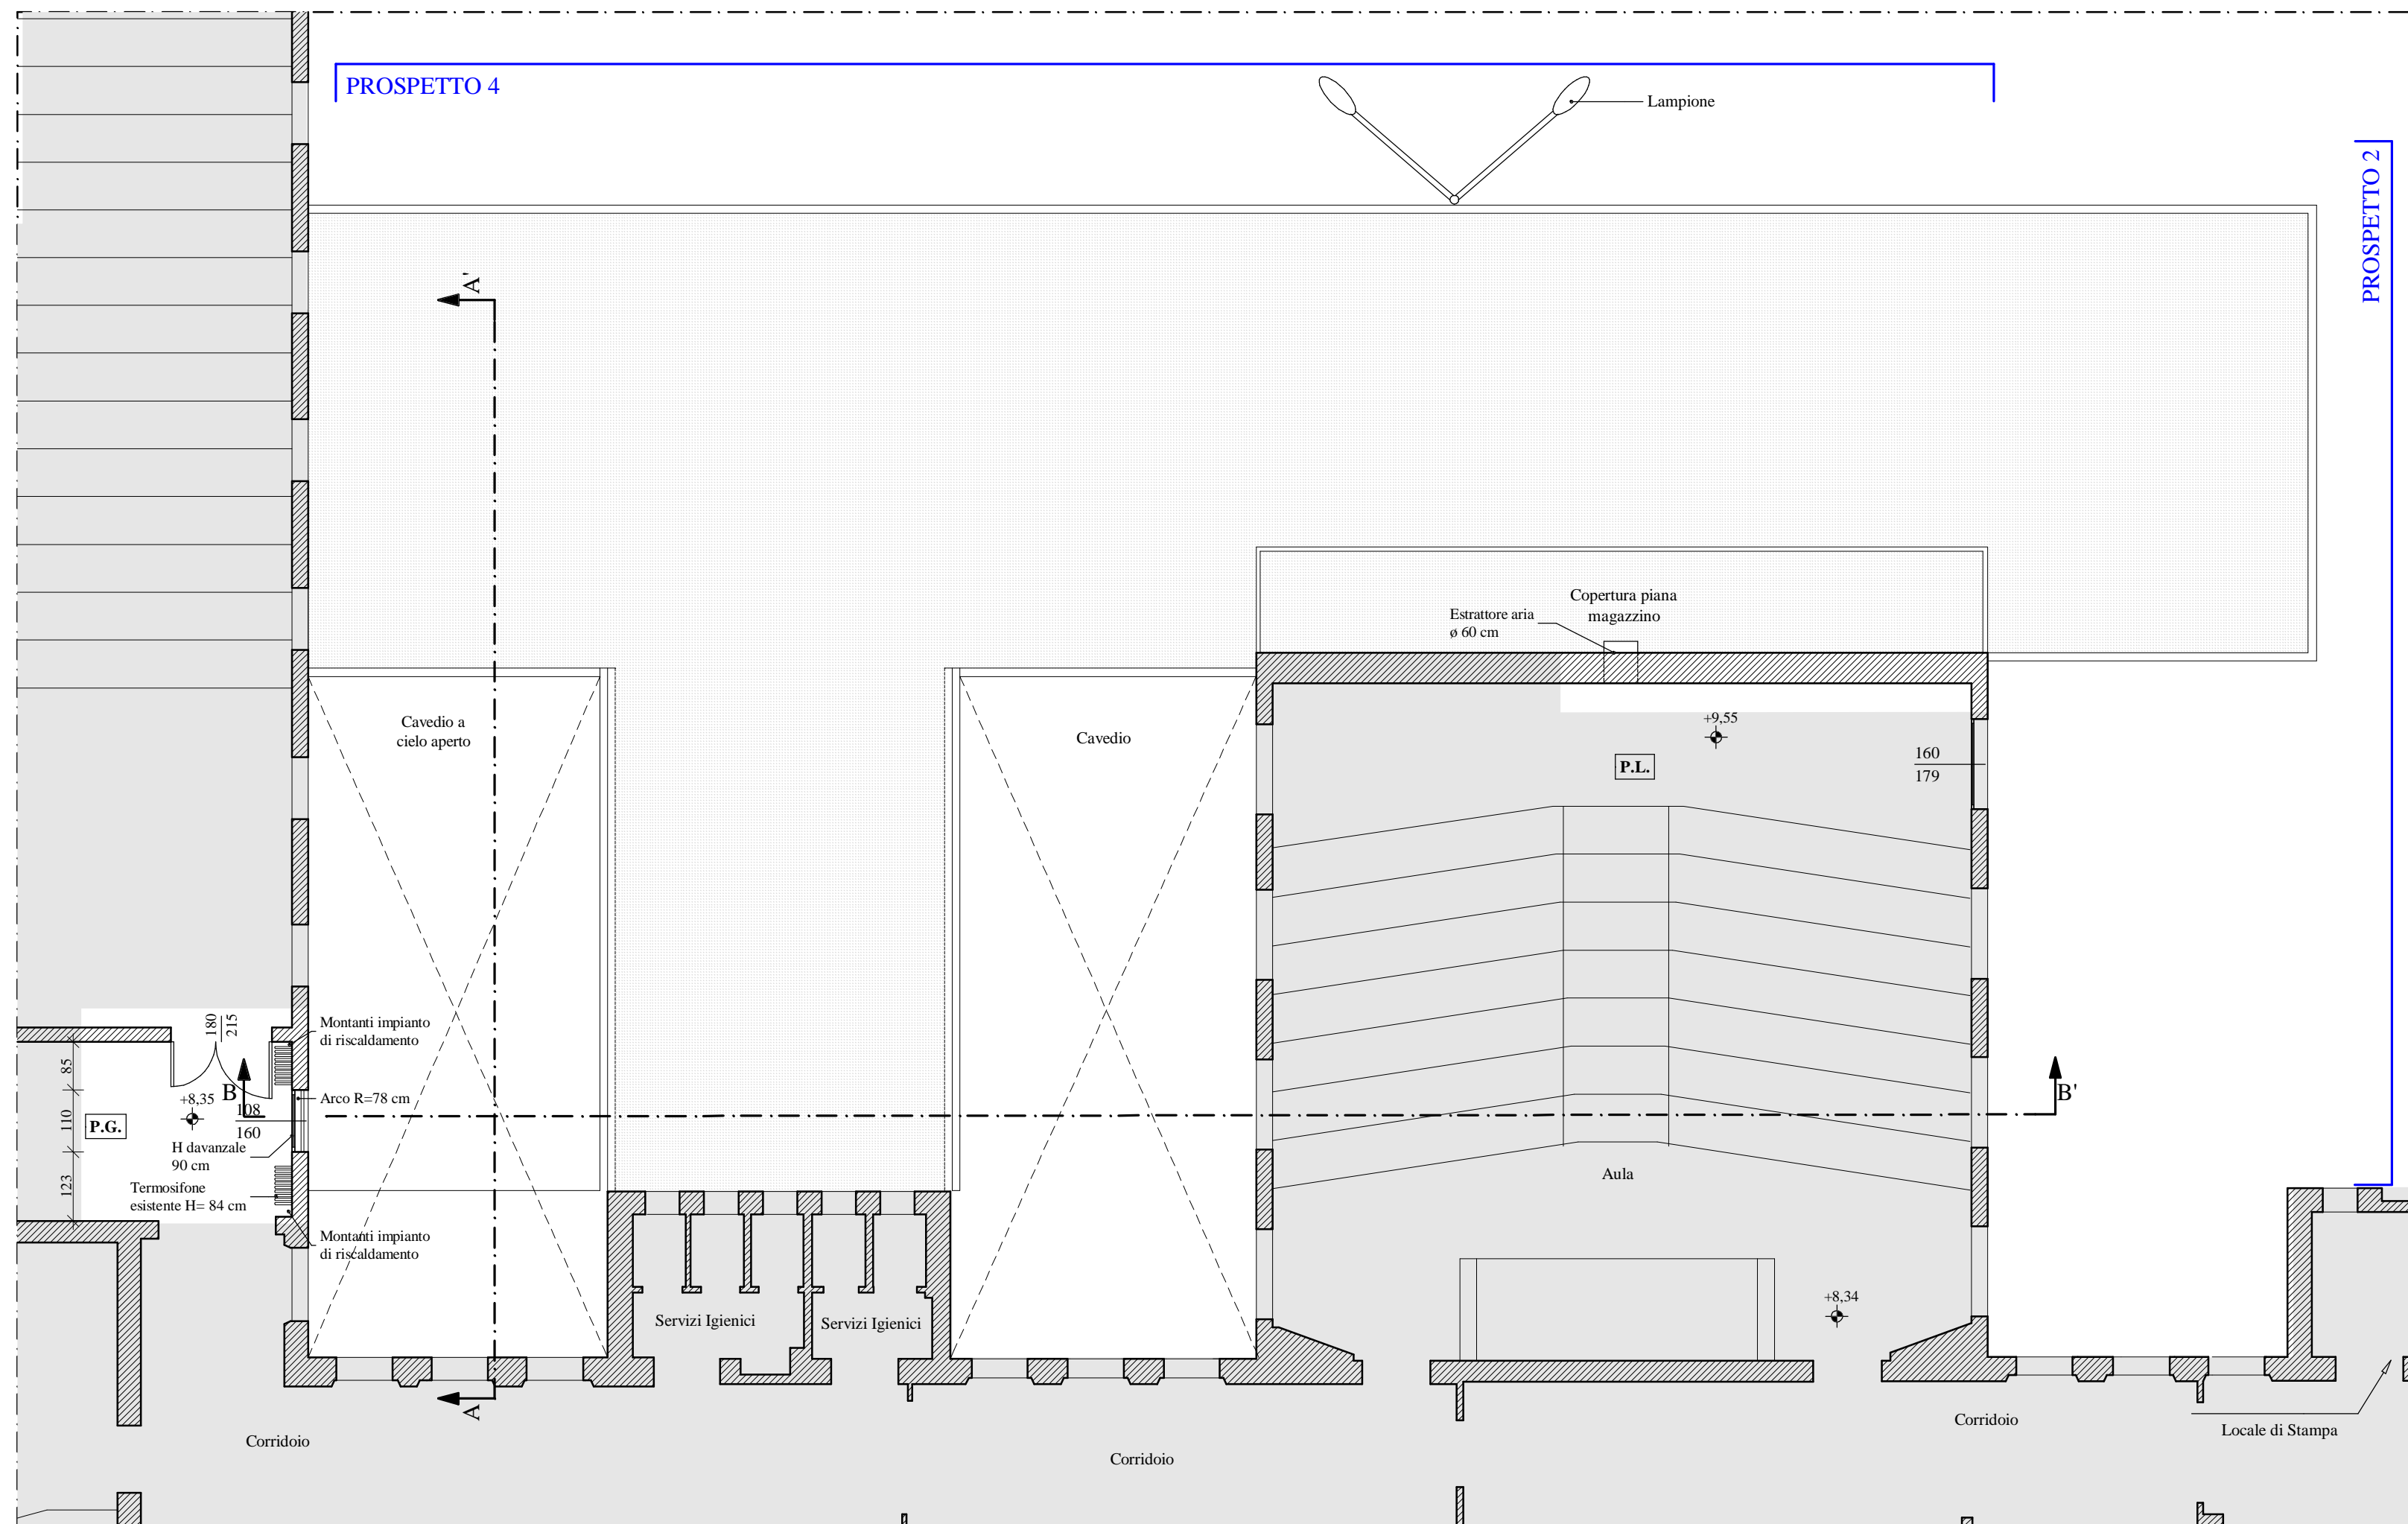 PROSPETTO 4
Lampione
PROSPETTO 2
A'
Copertura piana
magazzino
Estrattore aria
ø 60 cm
Cavedio a
cielo aperto
Cavedio
+9,55
P.L.
160
179
180
215
Montanti impianto
di riscaldamento
85
110
123
B
+8,35
108
160
Arco R=78 cm
P.G.
H davanzale
90 cm
Termosifone
esistente H= 84 cm
Montanti impianto
di riscaldamento
B'
Aula
+8,34
Servizi Igienici
Servizi Igienici
A
Corridoio
Corridoio
Corridoio
Locale di Stampa